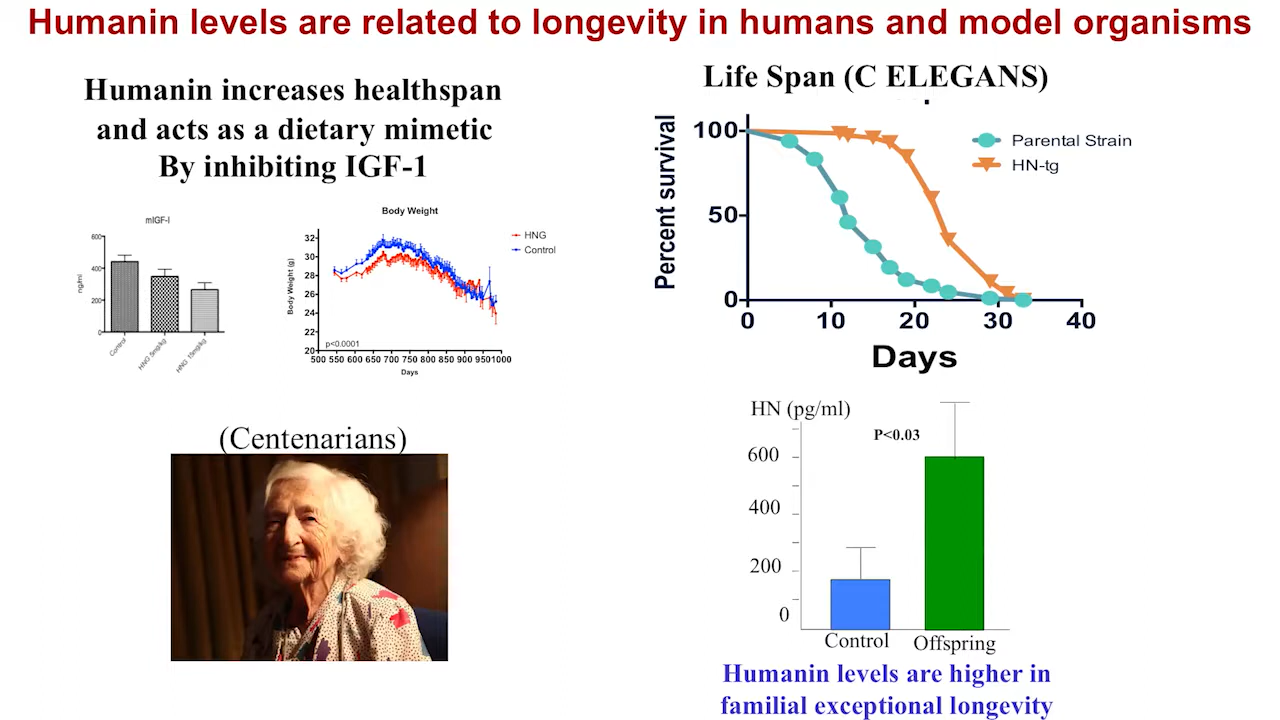 Humanin levels are related to longevity in humans and model organisms
Humanin increases healthspan
and acts as a dietary mimetic
By inhibiting IGF-1
mIGF-I
600
400
200
0
ng/ml
Control
HNG 5mg/kg
HNG 15mg/kg
Body Weight
32
30
28
26
24
22
20
Body Weight (g)
HNG
Control
p<0.0001
500 550 600 650 700 750 800 850 900 950 1000
Days
Life Span (C ELEGANS)
100
50
0
Percent survival
Parental Strain
HN-tg
0 10 20 30 40
Days
(Centenarians)
HN (pg/ml)
P<0.03
600
400
200
0
Control Offspring
Humanin levels are higher in
familial exceptional longevity